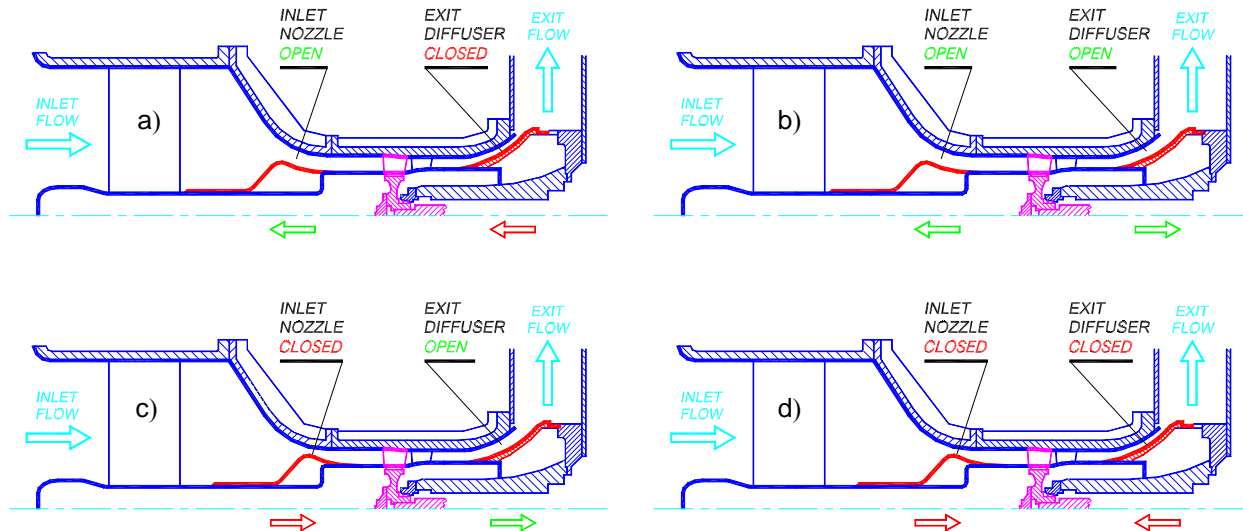 INLET
NOZZLE
OPEN
EXIT
DIFFUSER
CLOSED
EXIT
FLOW
INLET
FLOW
a)
INLET
NOZZLE
OPEN
EXIT
DIFFUSER
OPEN
EXIT
FLOW
INLET
FLOW
b)
INLET
NOZZLE
CLOSED
EXIT
DIFFUSER
OPEN
EXIT
FLOW
INLET
FLOW
c)
INLET
NOZZLE
CLOSED
EXIT
DIFFUSER
CLOSED
EXIT
FLOW
INLET
FLOW
d)